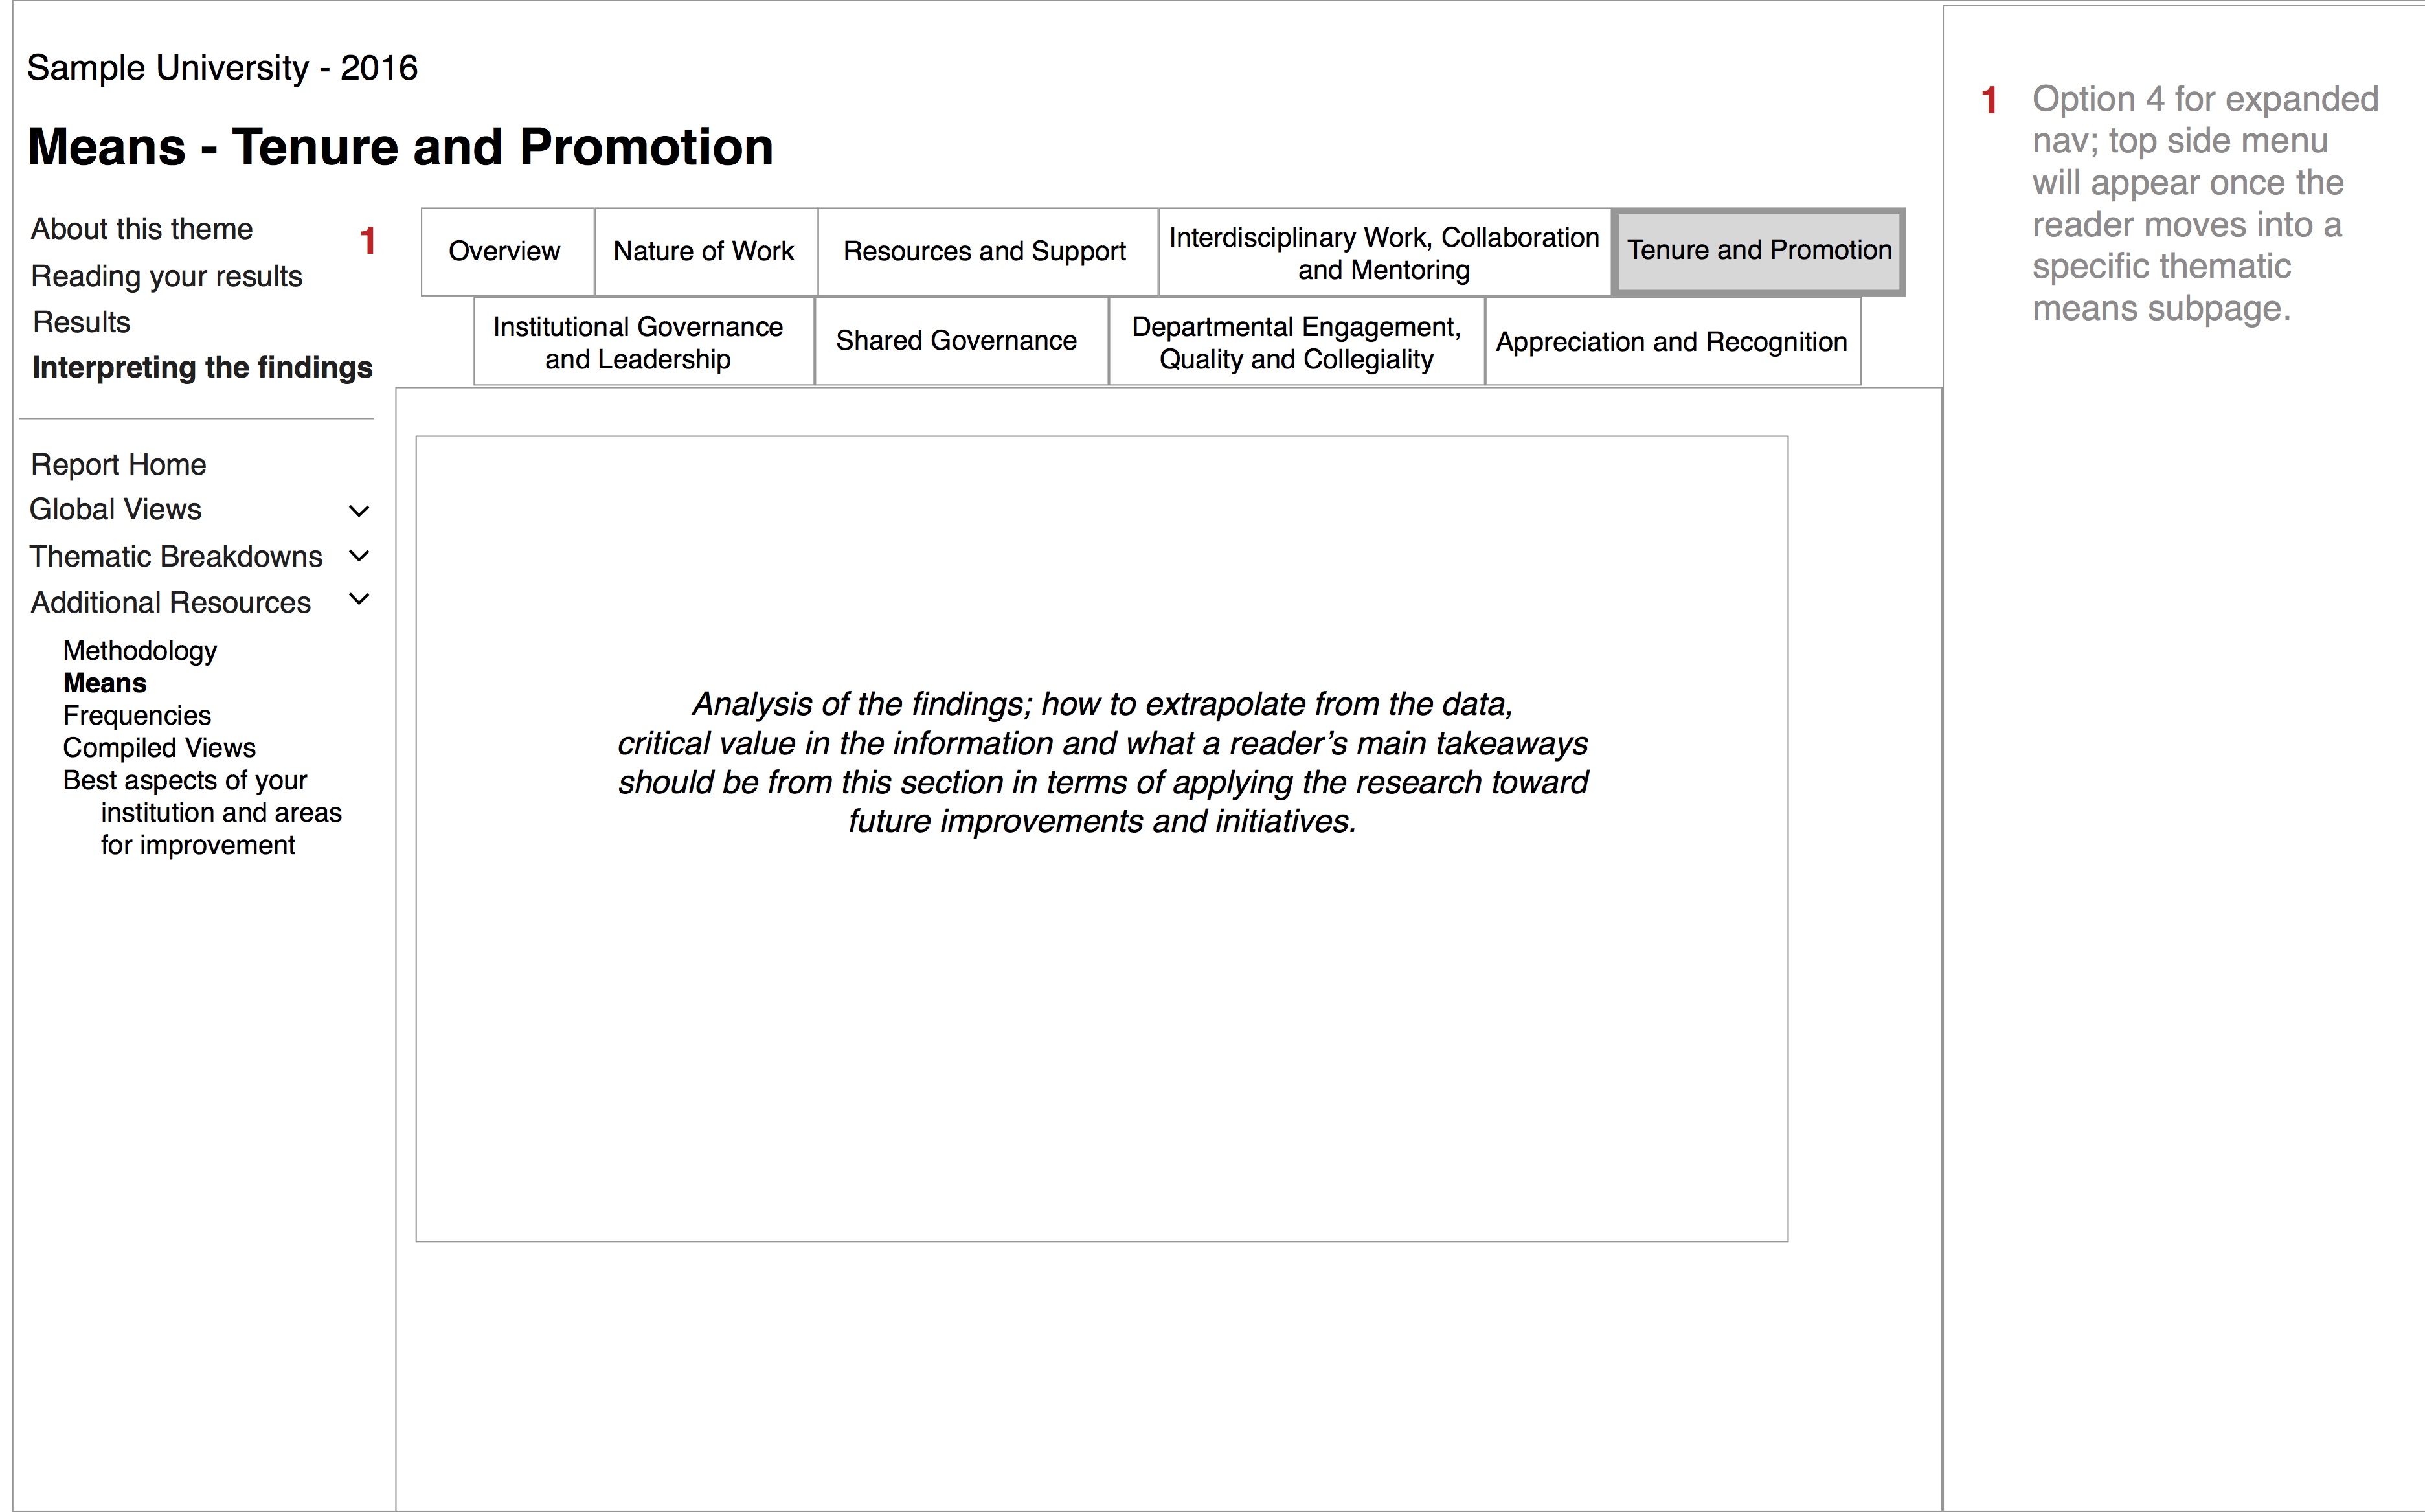 Sample University - 2016
Means - Tenure and Promotion
About this theme
Reading your results
Results
Interpreting the findings
1
Overview
Nature of Work
Resources and Support
Interdisciplinary Work, Collaboration
and Mentoring
Tenure and Promotion
Institutional Governance
and Leadership
Shared Governance
Departmental Engagement,
Quality and Collegiality
Appreciation and Recognition
Report Home
Global Views
Thematic Breakdowns
Additional Resources
Methodology
Means
Frequencies
Compiled Views
Best aspects of your
institution and areas
for improvement
Analysis of the findings; how to extrapolate from the data,
critical value in the information and what a reader’s main takeaways
should be from this section in terms of applying the research toward
future improvements and initiatives.
1
Option 4 for expanded
nav; top side menu
will appear once the
reader moves into a
specific thematic
means subpage.